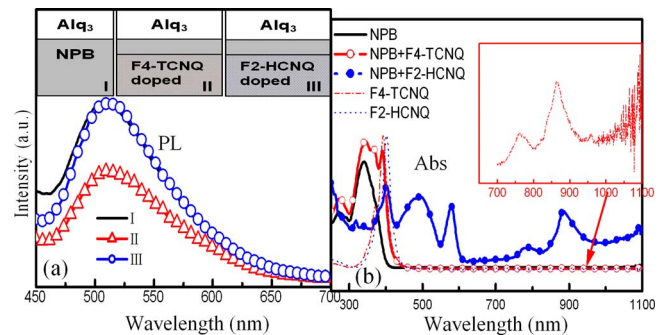 Alq3 Alq3 Alq3
NPB F4-TCNQ doped F2-HCNQ doped
I II III
PL
I
II
III
(a)
Intensity (a.u.)
450 500 550 600 650 700
Wavelength (nm)
NPB
NPB+F4-TCNQ
NPB+F2-HCNQ
F4-TCNQ
F2-HCNQ
Abs
700 800 900 1000 1100
(b)
300 500 700 900 1100
Wavelength (nm)